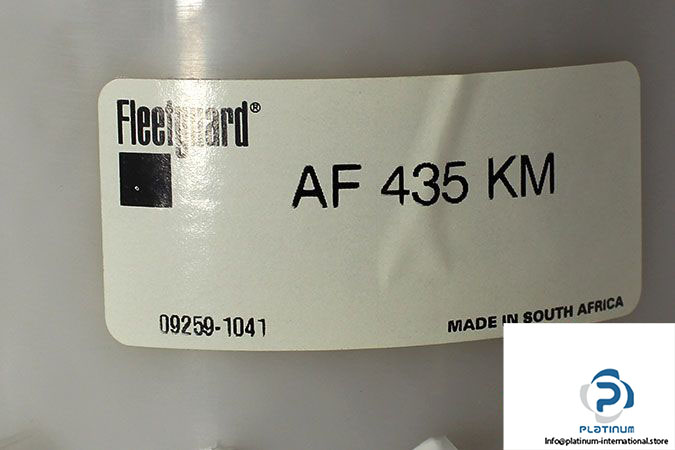 Fleetguard®
AF 435 KM
09259-1041
MADE IN SOUTH AFRICA
PLATINUM
Info@platinum-international.store